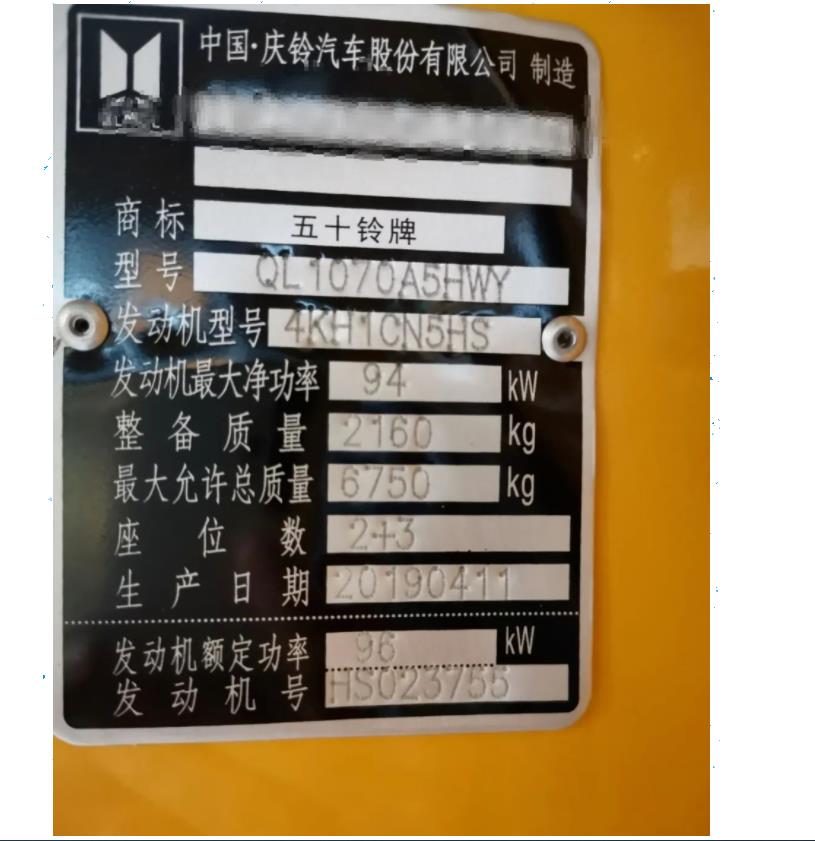 中国·庆铃汽车股份有限公司 制造
商标 五十铃牌
型号 QL1070A5HWY
发动机型号 4KH1CN5HS
发动机最大净功率 94 kW
整备质量 2160 kg
最大允许总质量 6750 kg
座位数 2+3
生产日期 20190411
发动机额定功率 96 kW
发动机号 HS023755